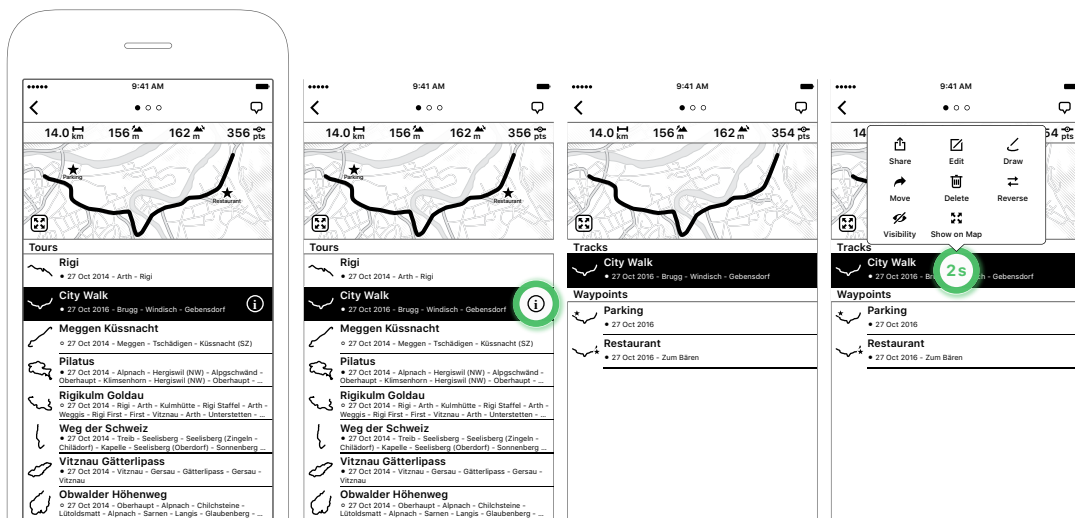 9:41 AM
14.0 km 156 m 162 m 356 pts
Parking
Restaurant
Tours
Rigi
• 27 Oct 2014 - Arth - Rigi
City Walk
• 27 Oct 2016 - Brugg - Windisch - Gebensdorf
Meggen Küssnacht
○ 27 Oct 2014 - Meggen - Tschädigen - Küssnacht (SZ)
Pilatus
• 27 Oct 2014 - Alpnach - Hergiswil (NW) - Alpgschwänd -
Oberhaupt - Klimsenhorn - Hergiswil (NW) - Oberhaupt - ...
Rigikulm Goldau
○ 27 Oct 2014 - Rigi - Arth - Kulmhütte - Rigi Staffel - Arth -
Weggis - Rigi First - First - Vitznau - Arth - Unterstetten - ...
Weg der Schweiz
• 27 Oct 2014 - Treib - Seelisberg - Seelisberg (Zingeln -
Chilädorf) - Kapelle - Seelisberg (Oberdorf) - Sonnenberg ...
Vitznau Gätterlipass
• 27 Oct 2014 - Vitznau - Gersau - Gätterlipass - Gersau -
Vitznau
Obwalder Höhenweg
○ 27 Oct 2014 - Oberhaupt - Alpnach - Chilchsteine -
Lütoldsmatt - Alpnach - Sarnen - Langis - Glaubenberg - ...
9:41 AM
14.0 km 156 m 162 m 356 pts
Parking
Restaurant
Tours
Rigi
• 27 Oct 2014 - Arth - Rigi
City Walk
• 27 Oct 2016 - Brugg - Windisch - Gebensdorf
Meggen Küssnacht
○ 27 Oct 2014 - Meggen - Tschädigen - Küssnacht (SZ)
Pilatus
• 27 Oct 2014 - Alpnach - Hergiswil (NW) - Alpgschwänd -
Oberhaupt - Klimsenhorn - Hergiswil (NW) - Oberhaupt - ...
Rigikulm Goldau
○ 27 Oct 2014 - Rigi - Arth - Kulmhütte - Rigi Staffel - Arth -
Weggis - Rigi First - First - Vitznau - Arth - Unterstetten - ...
Weg der Schweiz
• 27 Oct 2014 - Treib - Seelisberg - Seelisberg (Zingeln -
Chilädorf) - Kapelle - Seelisberg (Oberdorf) - Sonnenberg ...
Vitznau Gätterlipass
• 27 Oct 2014 - Vitznau - Gersau - Gätterlipass - Gersau -
Vitznau
Obwalder Höhenweg
○ 27 Oct 2014 - Oberhaupt - Alpnach - Chilchsteine -
Lütoldsmatt - Alpnach - Sarnen - Langis - Glaubenberg - ...
9:41 AM
14.0 km 156 m 162 m 354 pts
Tracks
City Walk
• 27 Oct 2016 - Brugg - Windisch - Gebensdorf
Waypoints
Parking
• 27 Oct 2016
Restaurant
• 27 Oct 2016 - Zum Bären
9:41 AM
14 54 pts
Share Edit Draw
Move Delete Reverse
Visibility Show on Map
Tracks
City Walk
2s
• 27 Oct 2016 - Br ch - Gebensdorf
Waypoints
Parking
• 27 Oct 2016
Restaurant
• 27 Oct 2016 - Zum Bären